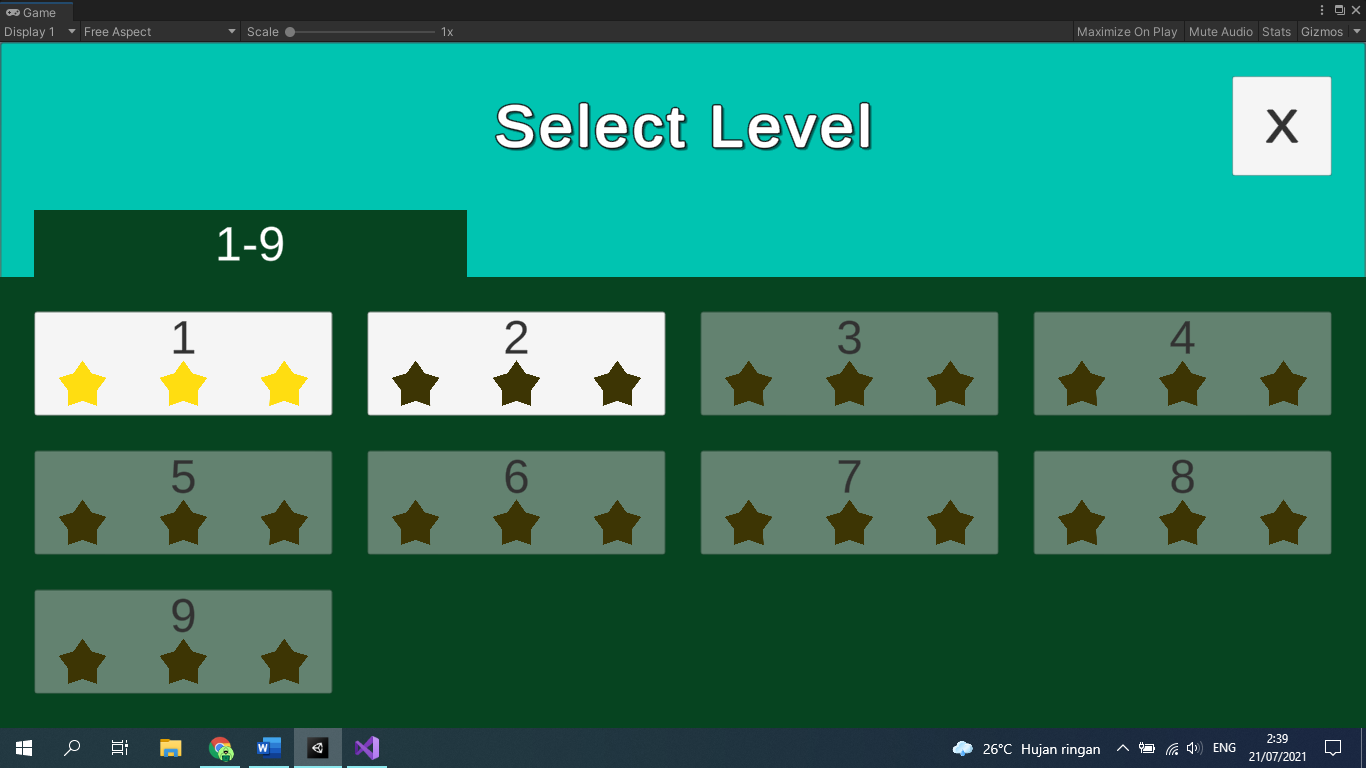 Game
Display 1 Free Aspect Scale 1x Maximize On Play Mute Audio Stats Gizmos
Select Level
X
1-9
1 2 3 4
5 6 7 8
9
26°C Hujan ringan ENG 2:39
21/07/2021